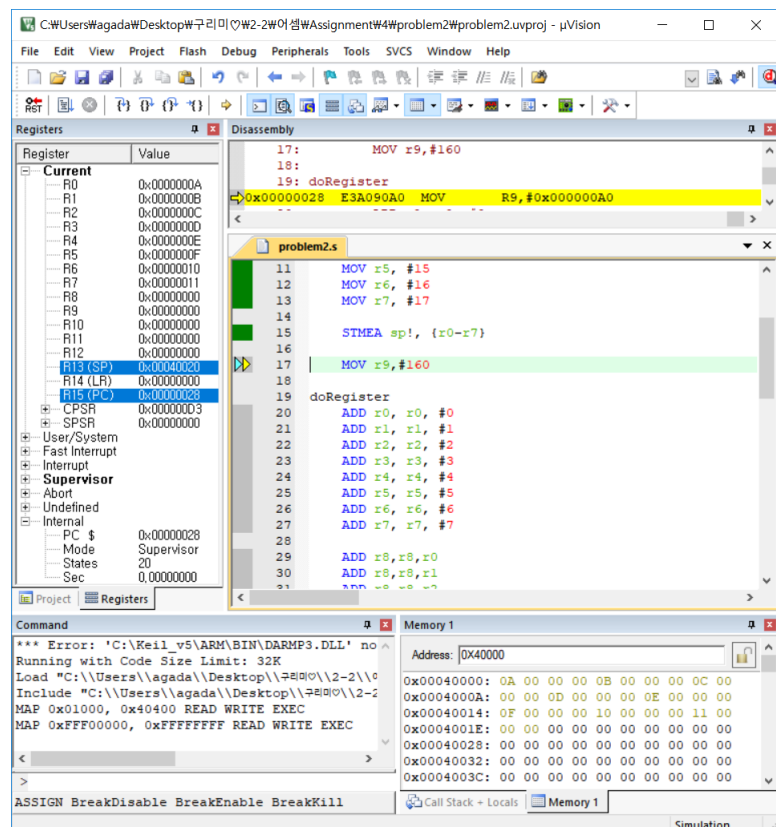 C:￦Users￦agada￦Desktop￦구리미♡￦2-2￦어셈￦Assignment￦4￦problem2￦problem2.uvproj - µVision
File Edit View Project Flash Debug Peripherals Tools SVCS Window Help
RST
Registers
Register Value
Current
R0 0x0000000A
R1 0x0000000B
R2 0x0000000C
R3 0x0000000D
R4 0x0000000E
R5 0x0000000F
R6 0x00000010
R7 0x00000011
R8 0x00000000
R9 0x00000000
R10 0x00000000
R11 0x00000000
R12 0x00000000
R13 (SP) 0x00040020
R14 (LR) 0x00000000
R15 (PC) 0x00000028
CPSR 0x000000D3
SPSR 0x00000000
User/System
Fast Interrupt
Interrupt
Supervisor
Abort
Undefined
Internal
PC $ 0x00000028
Mode Supervisor
States 20
Sec 0,00000000
Project Registers
Disassembly
17: MOV r9,#160
18:
19: doRegister
0x00000028 E3A090A0 MOV R9,#0x000000A0
problem2.s
11 MOV r5, #15
12 MOV r6, #16
13 MOV r7, #17
14
15 STMEA sp!, {r0-r7}
16
17 MOV r9,#160
18
19 doRegister
20 ADD r0, r0, #0
21 ADD r1, r1, #1
22 ADD r2, r2, #2
23 ADD r3, r3, #3
24 ADD r4, r4, #4
25 ADD r5, r5, #5
26 ADD r6, r6, #6
27 ADD r7, r7, #7
28
29 ADD r8,r8,r0
30 ADD r8,r8,r1
31 ADD r8,r8,r2
Command
*** Error: 'C:\Keil_v5\ARM\BIN\DARMP3.DLL' no
Running with Code Size Limit: 32K
Load "C:\\Users\\agada\\Desktop\\구리미♡\\2-2\\
Include "C:\\Users\\agada\\Desktop\\구리미♡\\2-2
MAP 0x01000, 0x40400 READ WRITE EXEC
MAP 0xFFF00000, 0xFFFFFFFF READ WRITE EXEC
>
ASSIGN BreakDisable BreakEnable BreakKill
Memory 1
Address: 0X40000
0x00040000: 0A 00 00 00 0B 00 00 00 0C 00
0x0004000A: 00 00 0D 00 00 00 0E 00 00 00
0x00040014: 0F 00 00 00 10 00 00 00 11 00
0x0004001E: 00 00 00 00 00 00 00 00 00 00
0x00040028: 00 00 00 00 00 00 00 00 00 00
0x00040032: 00 00 00 00 00 00 00 00 00 00
0x0004003C: 00 00 00 00 00 00 00 00 00 00
Call Stack + Locals Memory 1
Simulation